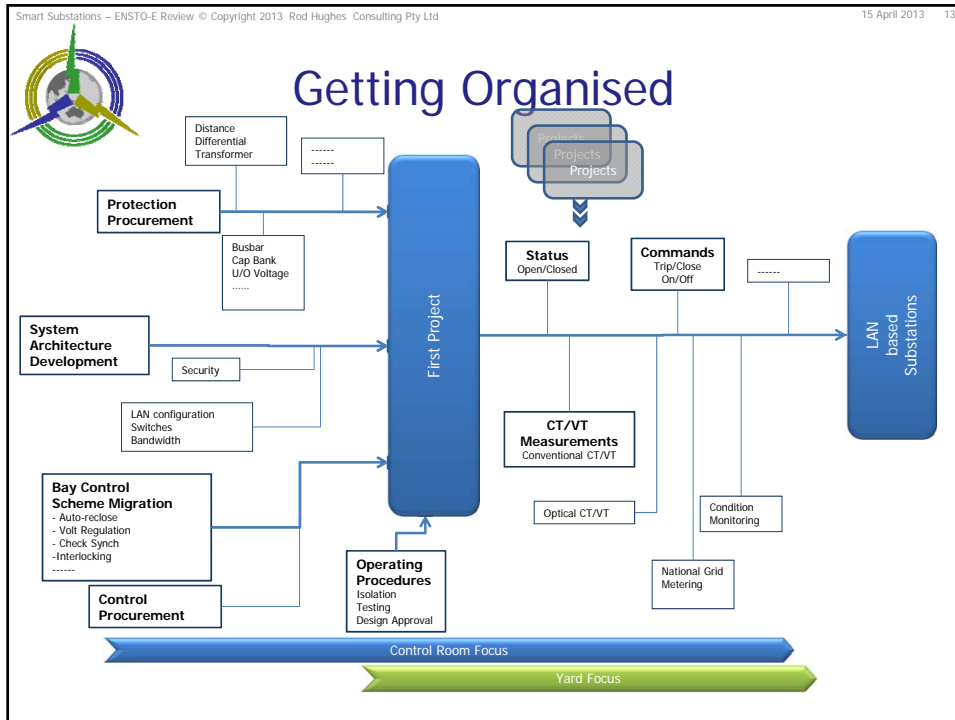 Smart Substations – ENSTO-E Review © Copyright 2013 Rod Hughes Consulting Pty Ltd
15 April 2013 13
Getting Organised
Distance
Differential
Transformer
------
------
Protection
Procurement
Busbar
Cap Bank
U/O Voltage
......
System
Architecture
Development
Security
LAN configuration
Switches
Bandwidth
Bay Control
Scheme Migration
- Auto-reclose
- Volt Regulation
- Check Synch
-Interlocking
------
Control
Procurement
First Project
Operating
Procedures
Isolation
Testing
Design Approval
Projects
Projects
Projects
Status
Open/Closed
Commands
Trip/Close
On/Off
------
CT/VT
Measurements
Conventional CT/VT
Optical CT/VT
National Grid
Metering
Condition
Monitoring
LAN
based
Substations
Control Room Focus
Yard Focus